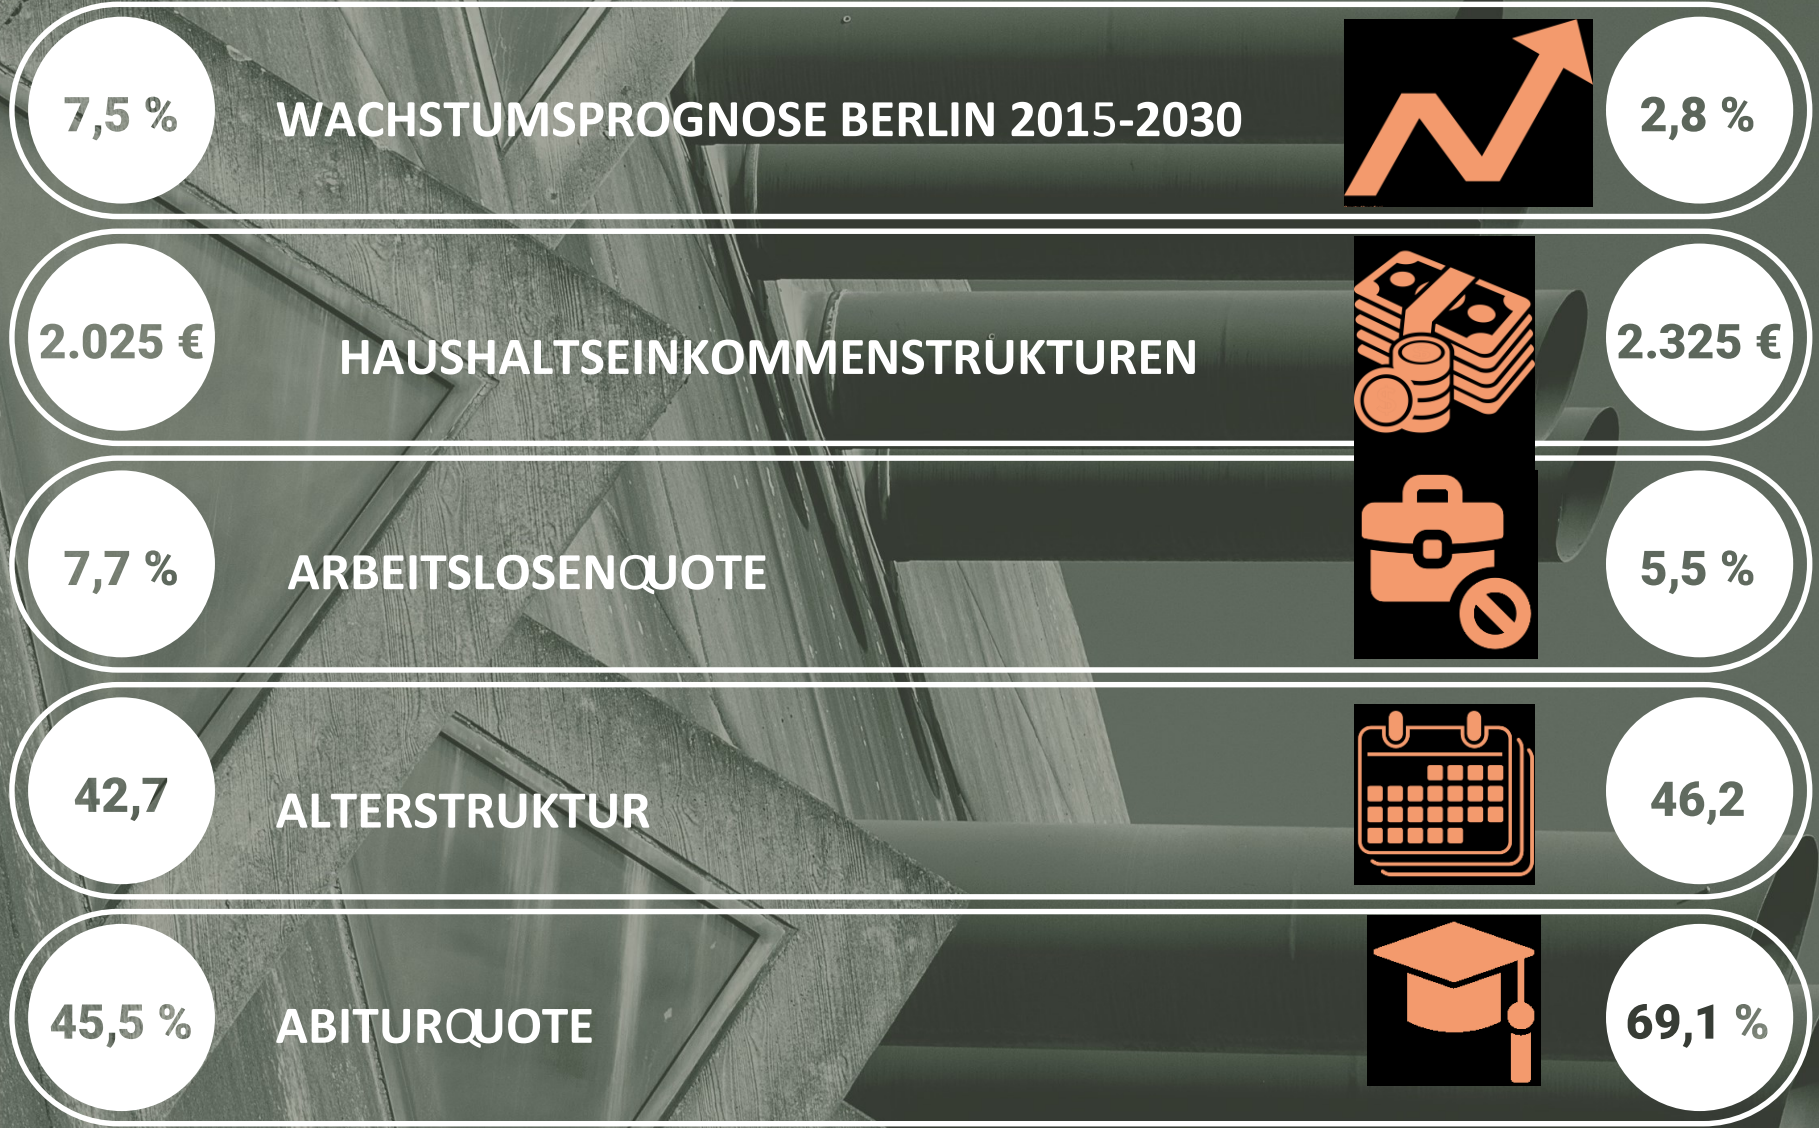 7,5 % WACHSTUMSPROGNOSE BERLIN 2015-2030 2,8 %
2.025 € HAUSHALTSEINKOMMENSTRUKTUREN 2.325 €
7,7 % ARBEITSLOSENQUOTE 5,5 %
42,7 ALTERSTRUKTUR 46,2
45,5 % ABITURQUOTE 69,1 %